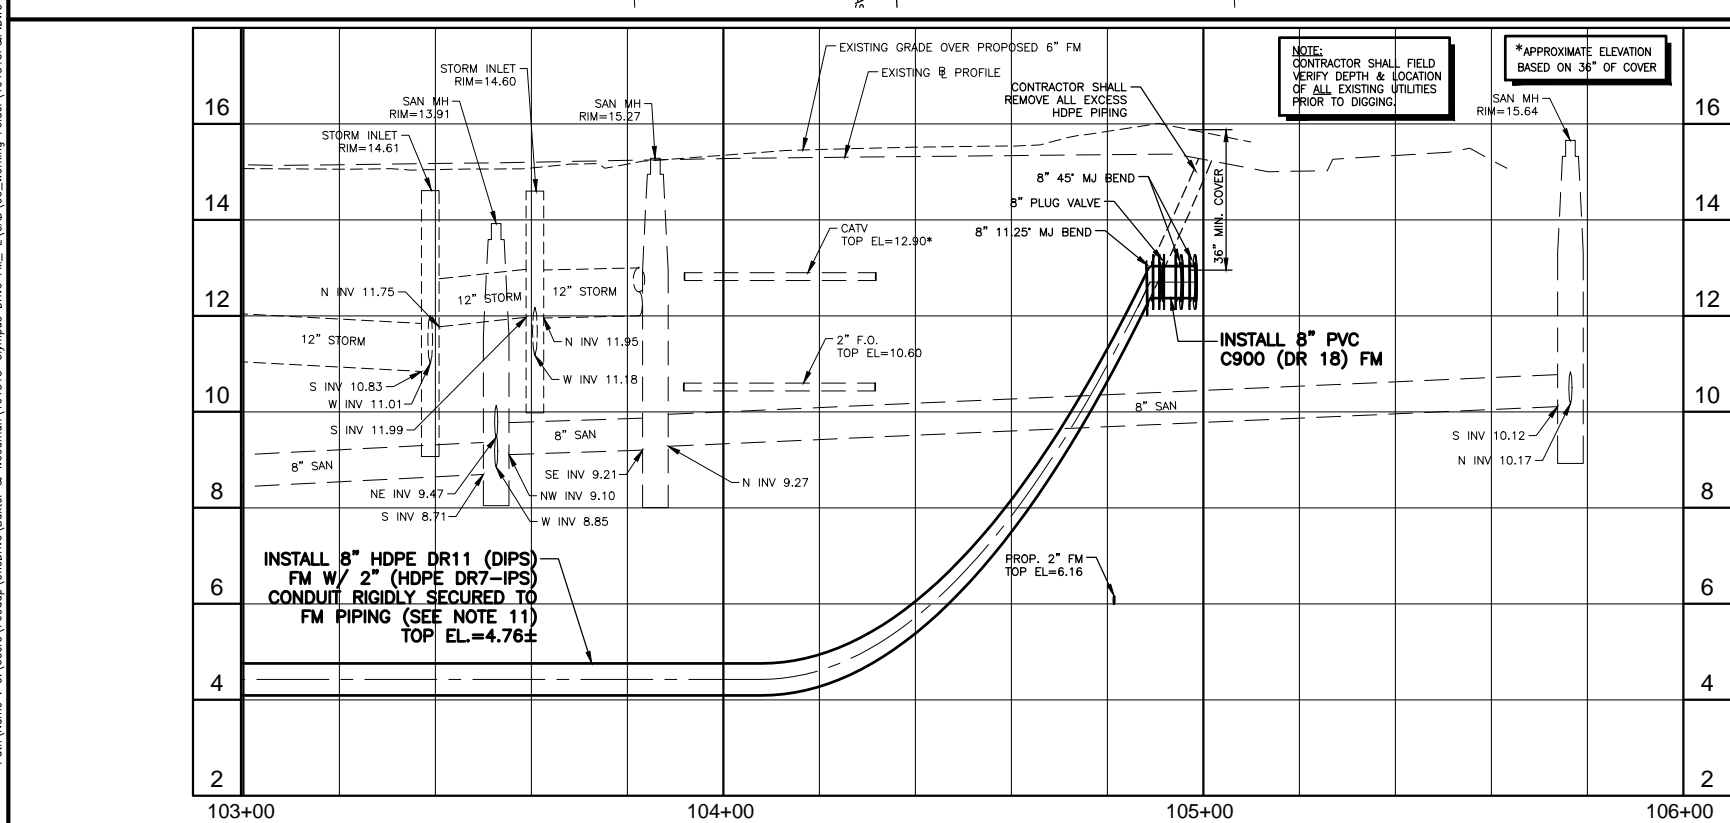 EXISTING GRADE OVER PROPOSED 6" FM
EXISTING ℄ PROFILE
STORM INLET
RIM=14.60
SAN MH
RIM=13.91
STORM INLET
RIM=14.61
SAN MH
RIM=15.27
CONTRACTOR SHALL
REMOVE ALL EXCESS
HDPE PIPING
NOTE:
CONTRACTOR SHALL FIELD
VERIFY DEPTH & LOCATION
OF ALL EXISTING UTILITIES
PRIOR TO DIGGING.
*APPROXIMATE ELEVATION
BASED ON 36" OF COVER
SAN MH
RIM=15.64
16
16
14
14
12
12
10
10
8
8
6
6
4
4
2
2
8" 45° MJ BEND
8" PLUG VALVE
8" 11.25° MJ BEND
36" MIN. COVER
CATV
TOP EL=12.90*
N INV 11.75
12" STORM
12" STORM
12" STORM
N INV 11.95
W INV 11.18
2" F.O.
TOP EL=10.60
INSTALL 8" PVC
C900 (DR 18) FM
S INV 10.83
W INV 11.01
S INV 11.99
8" SAN
8" SAN
8" SAN
S INV 10.12
N INV 10.17
NE INV 9.47
S INV 8.71
SE INV 9.21
NW INV 9.10
W INV 8.85
N INV 9.27
INSTALL 8" HDPE DR11 (DIPS)
FM W/ 2" (HDPE DR7-IPS)
CONDUIT RIGIDLY SECURED TO
FM PIPING (SEE NOTE 11)
TOP EL.=4.76±
PROP. 2" FM
TOP EL=6.16
103+00
104+00
105+00
106+00